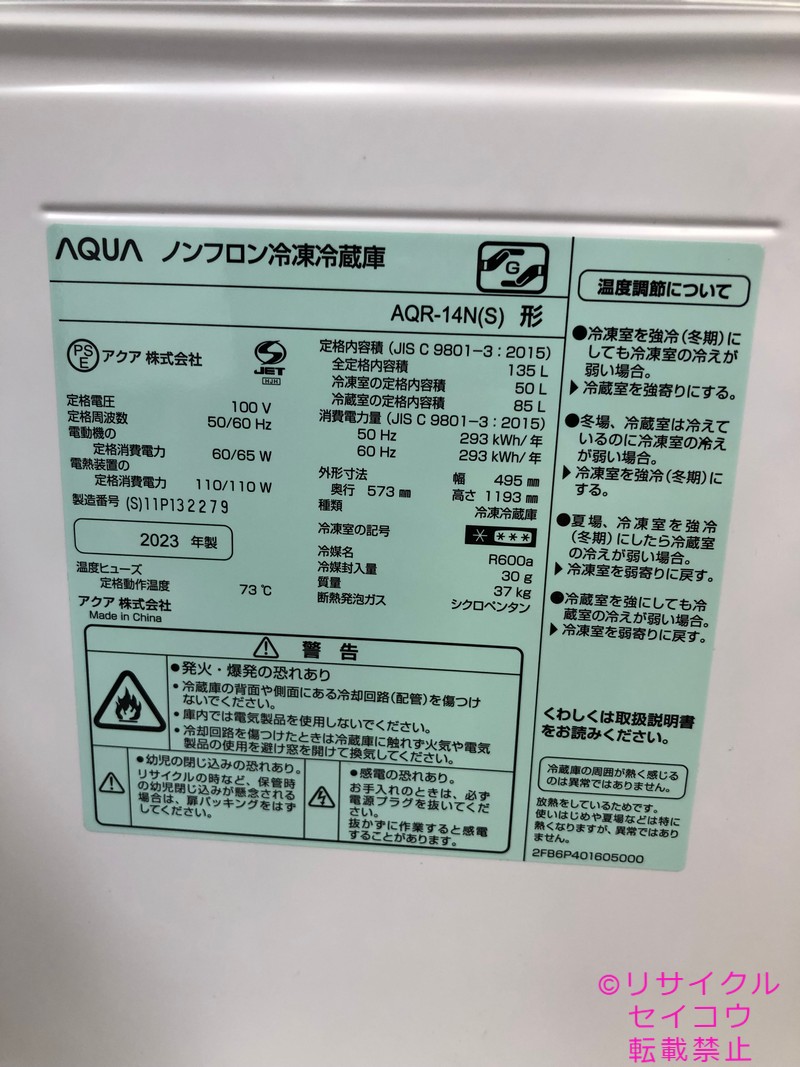 AQUA ノンフロン冷凍冷蔵庫
G
AQR-14N(S) 形
PSE アクア 株式会社
JET
HJH
定格電圧 100 V
定格周波数 50/60 Hz
電動機の
定格消費電力 60/65 W
電熱装置の
定格消費電力 110/110 W
製造番号 (S)11P132279
2023 年製
温度ヒューズ
定格動作温度 73 ℃
アクア 株式会社
Made in China
定格内容積 (JIS C 9801-3：2015)
全定格内容積 135 L
冷凍室の定格内容積 50 L
冷蔵室の定格内容積 85 L
消費電力量 (JIS C 9801-3：2015)
50 Hz 293 kWh/年
60 Hz 293 kWh/年
外形寸法 幅 495 ㎜
奥行 573 ㎜ 高さ 1193 ㎜
種類 冷凍冷蔵庫
冷凍室の記号 * ***
冷媒名 R600a
冷媒封入量 30 g
質量 37 kg
断熱発泡ガス シクロペンタン
警告
●発火・爆発の恐れあり
・冷蔵庫の背面や側面にある冷却回路(配管)を傷つけ
ないでください。
・庫内では電気製品を使用しないでください。
・冷却回路を傷つけたときは冷蔵庫に触れず火気や電気
製品の使用を避け窓を開けて換気してください。
●幼児の閉じ込みの恐れあり。
リサイクルの時など、保管時
の幼児閉じ込みが懸念される
場合は、扉パッキングをはず
してください。
●感電の恐れあり。
お手入れのときは、必ず
電源プラグを抜いてくだ
さい。
抜かずに作業すると感電
することがあります。
温度調節について
●冷凍室を強冷(冬期)に
しても冷凍室の冷えが
弱い場合。
▶冷蔵室を強寄りにする。
●冬場、冷蔵室は冷えて
いるのに冷凍室の冷え
が弱い場合。
▶冷凍室を強冷(冬期)に
する。
●夏場、冷凍室を強冷
(冬期)にしたら冷蔵室
の冷えが弱い場合。
▶冷凍室を弱寄りに戻す。
●冷蔵室を強にしても冷
蔵室の冷えが弱い場合。
▶冷凍室を弱寄りに戻す。
くわしくは取扱説明書
をお読みください。
冷蔵庫の周囲が熱く感じる
のは異常ではありません。
放熱をしているためです。
使いはじめや夏場などは特に
熱くなりますが、異常ではあり
ません。
2FB6P401605000
©リサイクル
セイコウ
転載禁止